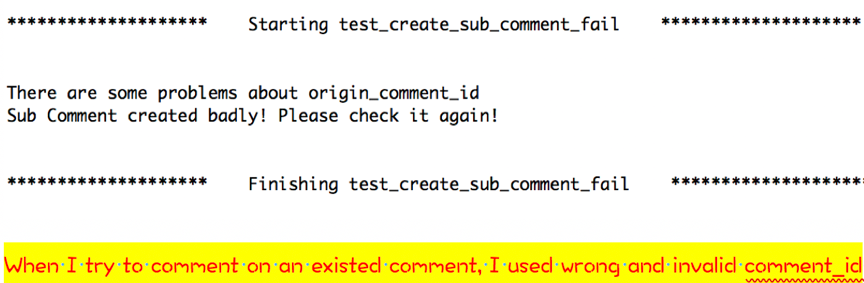 ******************** Starting test_create_sub_comment_fail ********************
There are some problems about origin_comment_id
Sub Comment created badly! Please check it again!
******************** Finishing test_create_sub_comment_fail *******************
When I try to comment on an existed comment, I used wrong and invalid comment_id